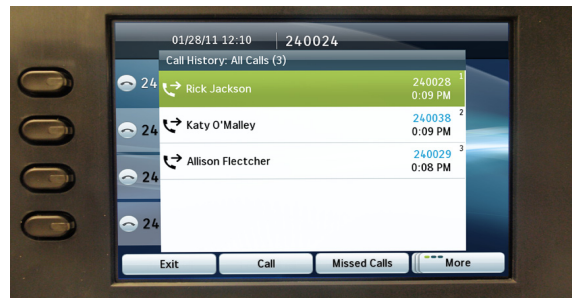 01/28/11 12:10 240024
Call History: All Calls (3)
24 Rick Jackson 240028 1
0:09 PM
24 Katy O'Malley 240038 2
0:09 PM
24 Allison Flectcher 240029 3
0:08 PM
24
Exit Call Missed Calls More